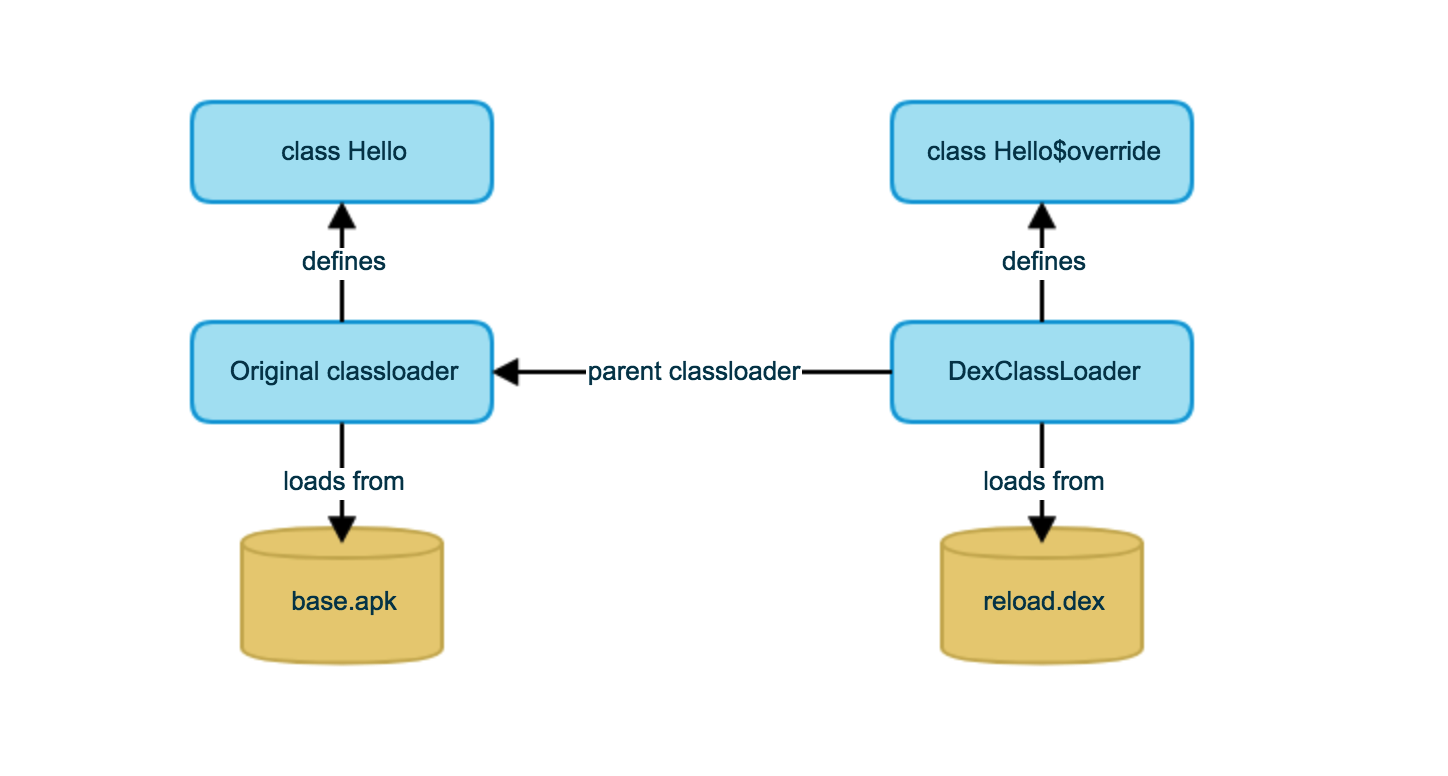 class Hello
class Hello$override
defines
defines
Original classloader
parent classloader
DexClassLoader
loads from
loads from
base.apk
reload.dex